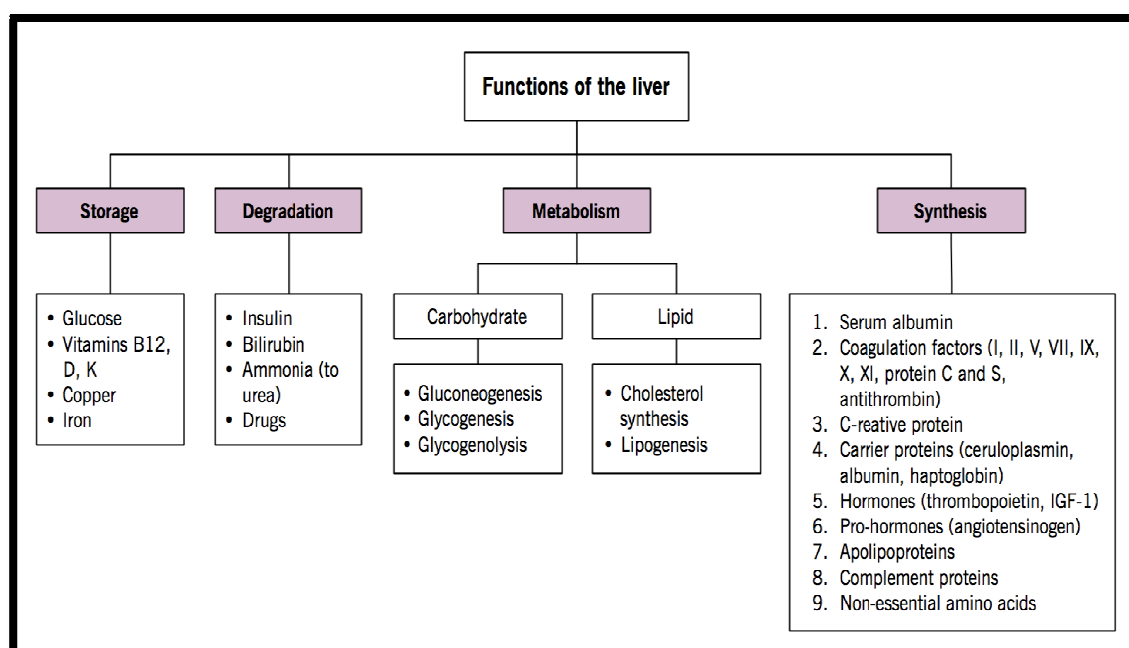 Functions of the liver
Storage
Degradation
Metabolism
Synthesis
• Glucose
• Vitamins B12,
D, K
• Copper
• Iron
• Insulin
• Bilirubin
• Ammonia (to
urea)
• Drugs
Carbohydrate
Lipid
• Gluconeogenesis
• Glycogenesis
• Glycogenolysis
• Cholesterol
synthesis
• Lipogenesis
1. Serum albumin
2. Coagulation factors (I, II, V, VII, IX,
X, XI, protein C and S,
antithrombin)
3. C-reative protein
4. Carrier proteins (ceruloplasmin,
albumin, haptoglobin)
5. Hormones (thrombopoietin, IGF-1)
6. Pro-hormones (angiotensinogen)
7. Apolipoproteins
8. Complement proteins
9. Non-essential amino acids